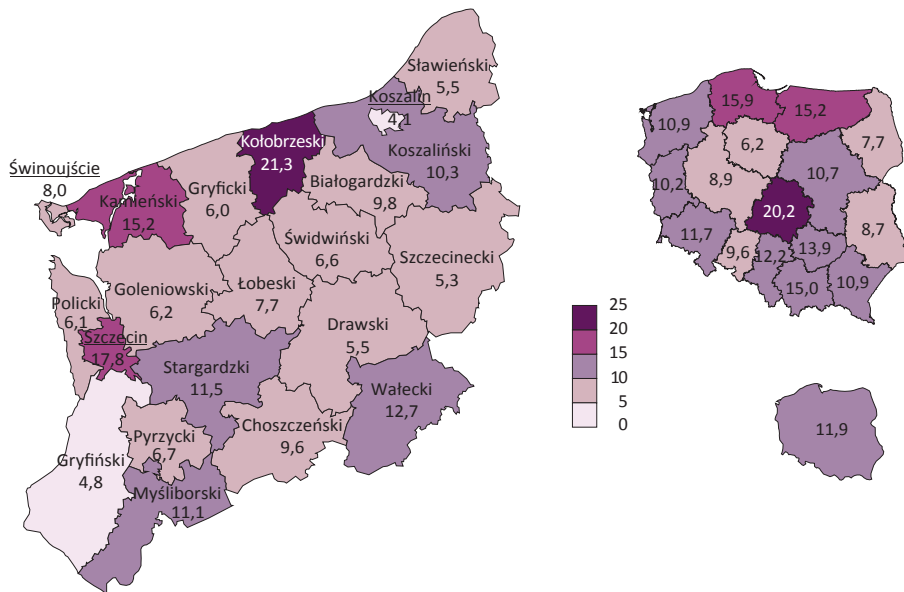 Sławieński
5,5
Koszalin
4,1
Kołobrzeski
21,3
Koszaliński
10,3
Świnoujście
8,0
Kamieński
15,2
Gryficki
6,0
Białogardzki
9,8
Świdwiński
6,6
Szczecinecki
5,3
Policki
6,1
Goleniowski
6,2
Łobeski
7,7
Drawski
5,5
Szczecin
17,8
Stargardzki
11,5
Wałecki
12,7
Choszczeński
9,6
Pyrzycki
6,7
Gryfiński
4,8
Myśliborski
11,1
15,9
15,2
10,9
6,2
7,7
8,9
10,7
10,2
20,2
8,7
11,7
9,6
12,2
13,9
15,0
10,9
25
20
15
10
5
0
11,9